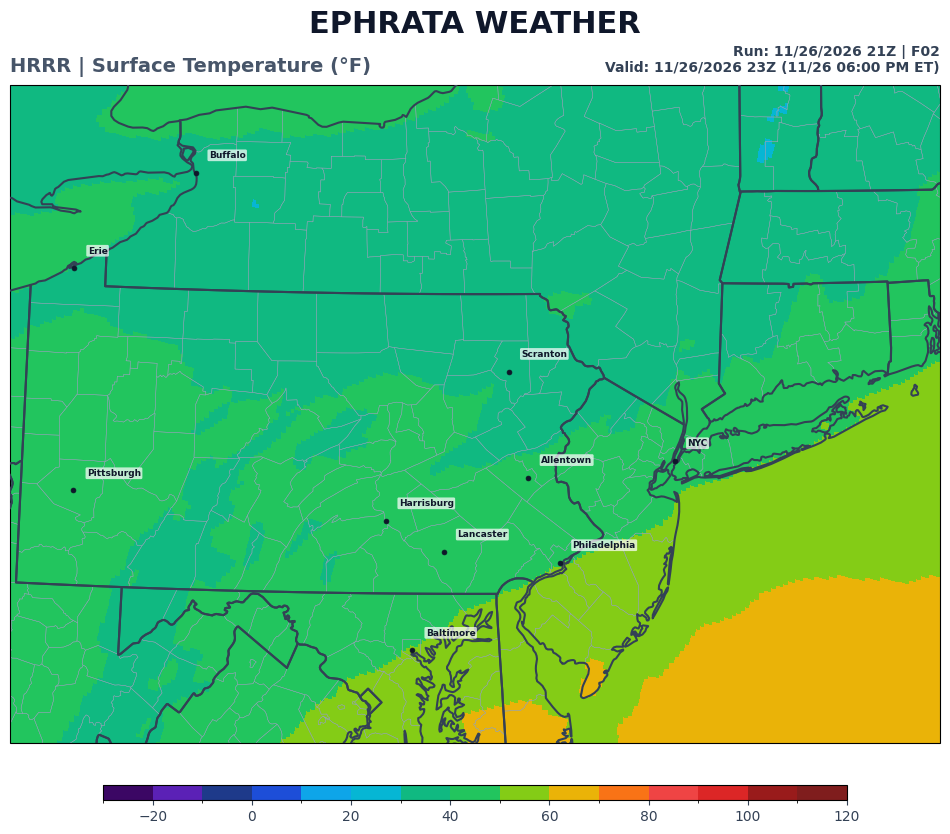 EPHRATA WEATHER
HRRR | Surface Temperature (°F)
Run: 11/26/2026 21Z | F02
Valid: 11/26/2026 23Z (11/26 06:00 PM ET)
Buffalo
Erie
Scranton
NYC
Allentown
Pittsburgh
Harrisburg
Lancaster
Philadelphia
Baltimore
−20 0 20 40 60 80 100 120